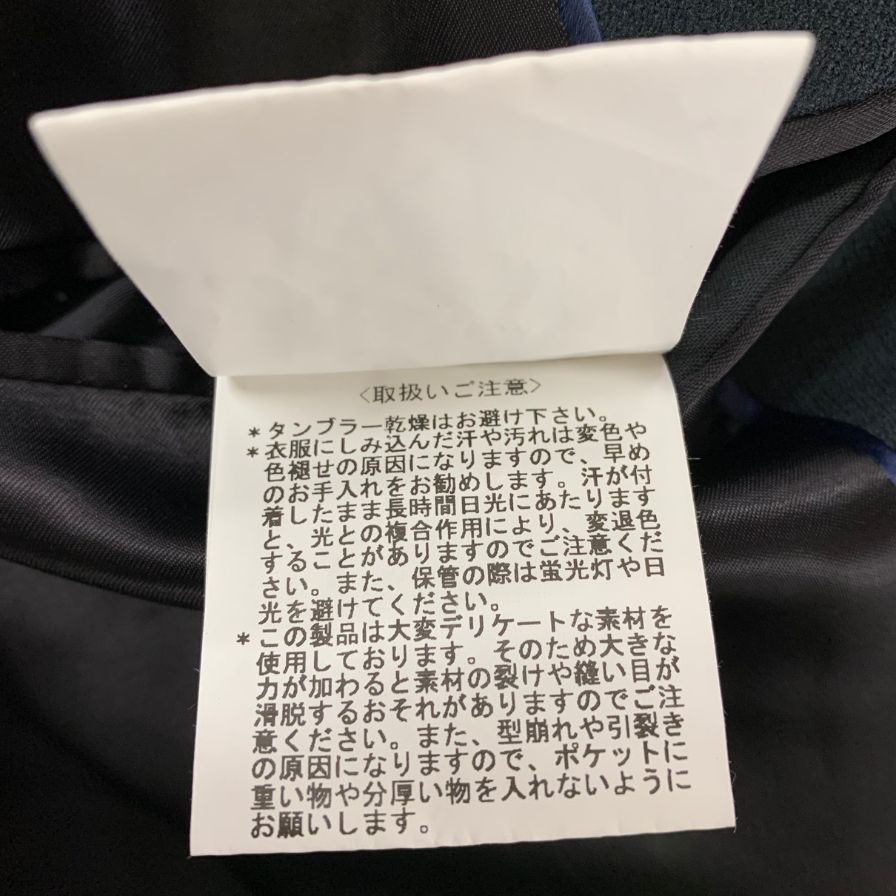 〈取扱いご注意〉
＊タンブラー乾燥はお避け下さい。
＊衣服にしみ込んだ汗や汚れは変色や
色褪せの原因になりますので、早め
のお手入れをお勧めします。汗が付
着したまま長時間日光にあたります
と、光との複合作用により、変退色
することがありますのでご注意くだ
さい。また、保管の際は蛍光灯や日
光を避けてください。
＊この製品は大変デリケートな素材を
使用しております。そのため大きな
力が加わると素材の裂けや縫い目が
滑脱するおそれがありますのでご注
意ください。また、型崩れや引裂き
の原因になりますので、ポケットに
重い物や分厚い物を入れないように
お願いします。